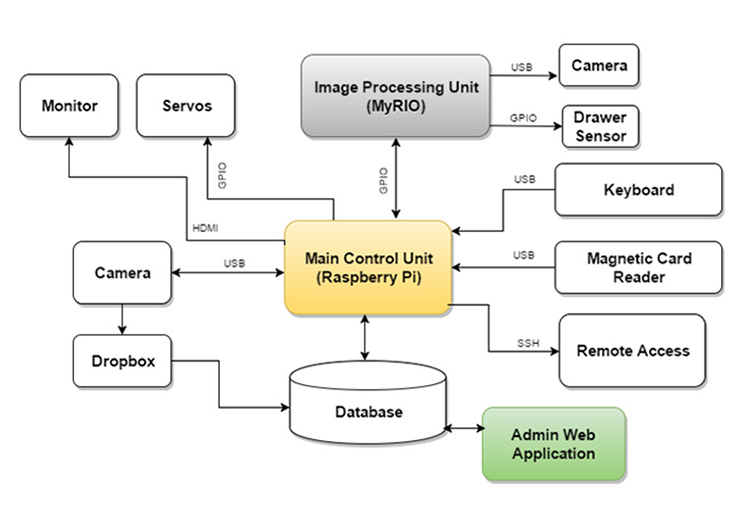 Image Processing Unit
(MyRIO)
USB
Camera
Monitor
Servos
GPIO
Drawer
Sensor
GPIO
GPIO
USB
Keyboard
HDMI
Main Control Unit
(Raspberry Pi)
USB
Magnetic Card
Reader
Camera
USB
SSH
Remote Access
Dropbox
Database
Admin Web
Application